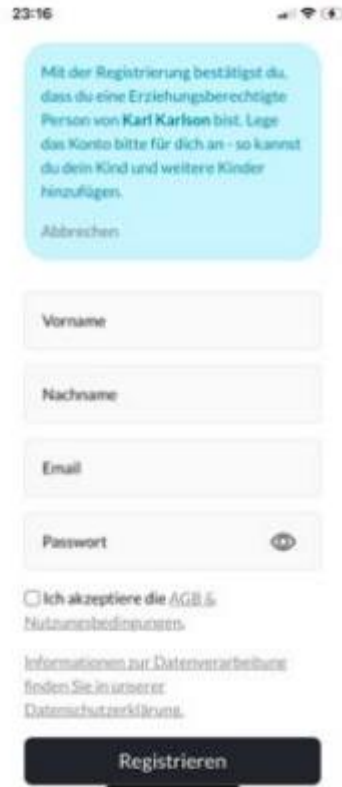 23:16
Mit der Registrierung bestätigst du,
dass du eine Erziehungsberechtigte
Person von Karl Karlson bist. Lege
das Konto bitte für dich an - so kannst
du dein Kind und weitere Kinder
hinzufügen.
Abbrechen
Vorname
Nachname
Email
Passwort
Ich akzeptiere die AGB &
Nutzungsbedingungen.
Informationen zur Datenverarbeitung
finden Sie in unserer
Datenschutzerklärung.
Registrieren